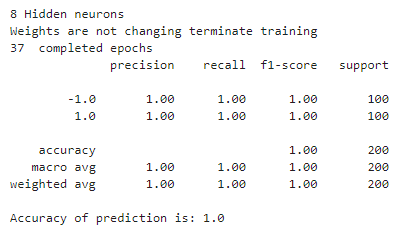 8 Hidden neurons
Weights are not changing terminate training
37 completed epochs
precision recall f1-score support
-1.0 1.00 1.00 1.00 100
1.0 1.00 1.00 1.00 100
accuracy 1.00 200
macro avg 1.00 1.00 1.00 200
weighted avg 1.00 1.00 1.00 200
Accuracy of prediction is: 1.0